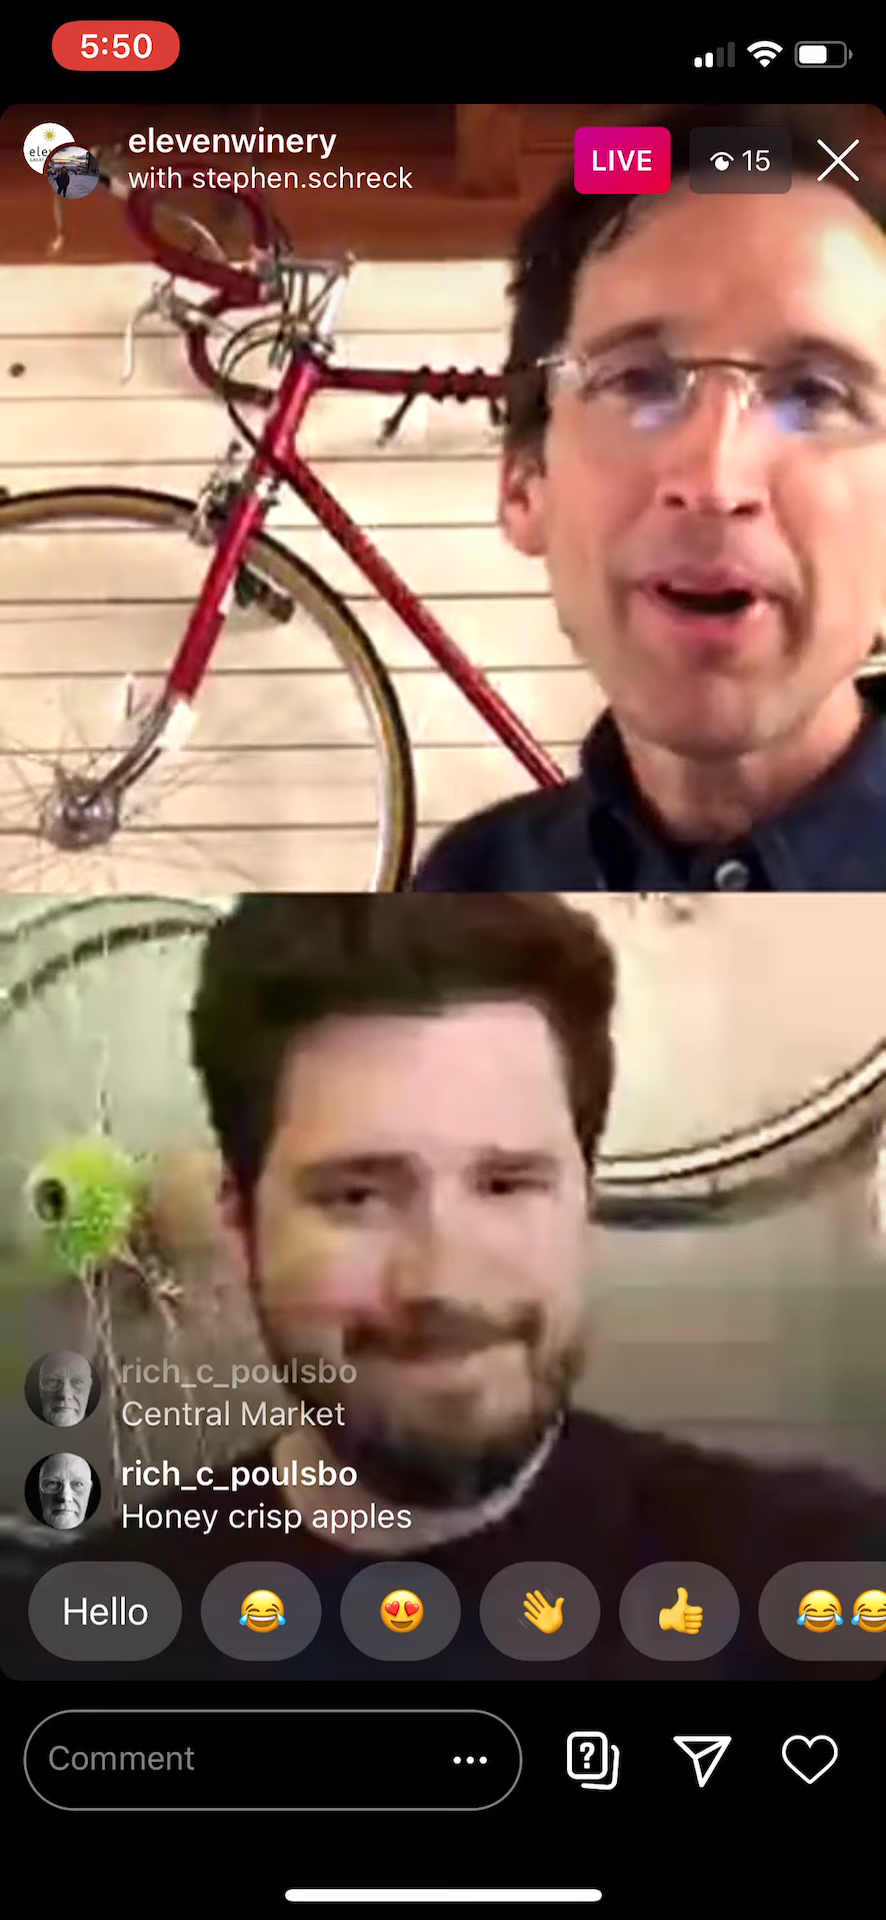 5:50
elevenwinery
with stephen.schreck
LIVE
15
rich_c_poulsbo
Central Market
rich_c_poulsbo
Honey crisp apples
Hello
Comment